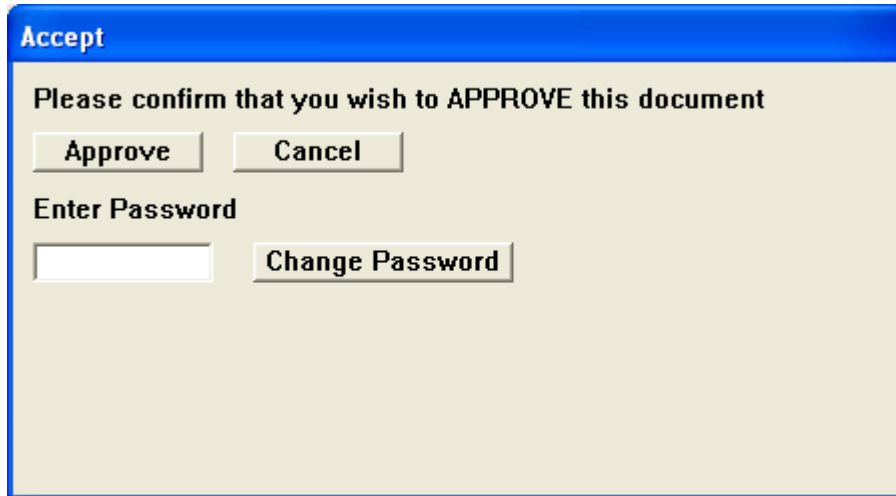 Accept
Please confirm that you wish to APPROVE this document
Approve Cancel
Enter Password
Change Password